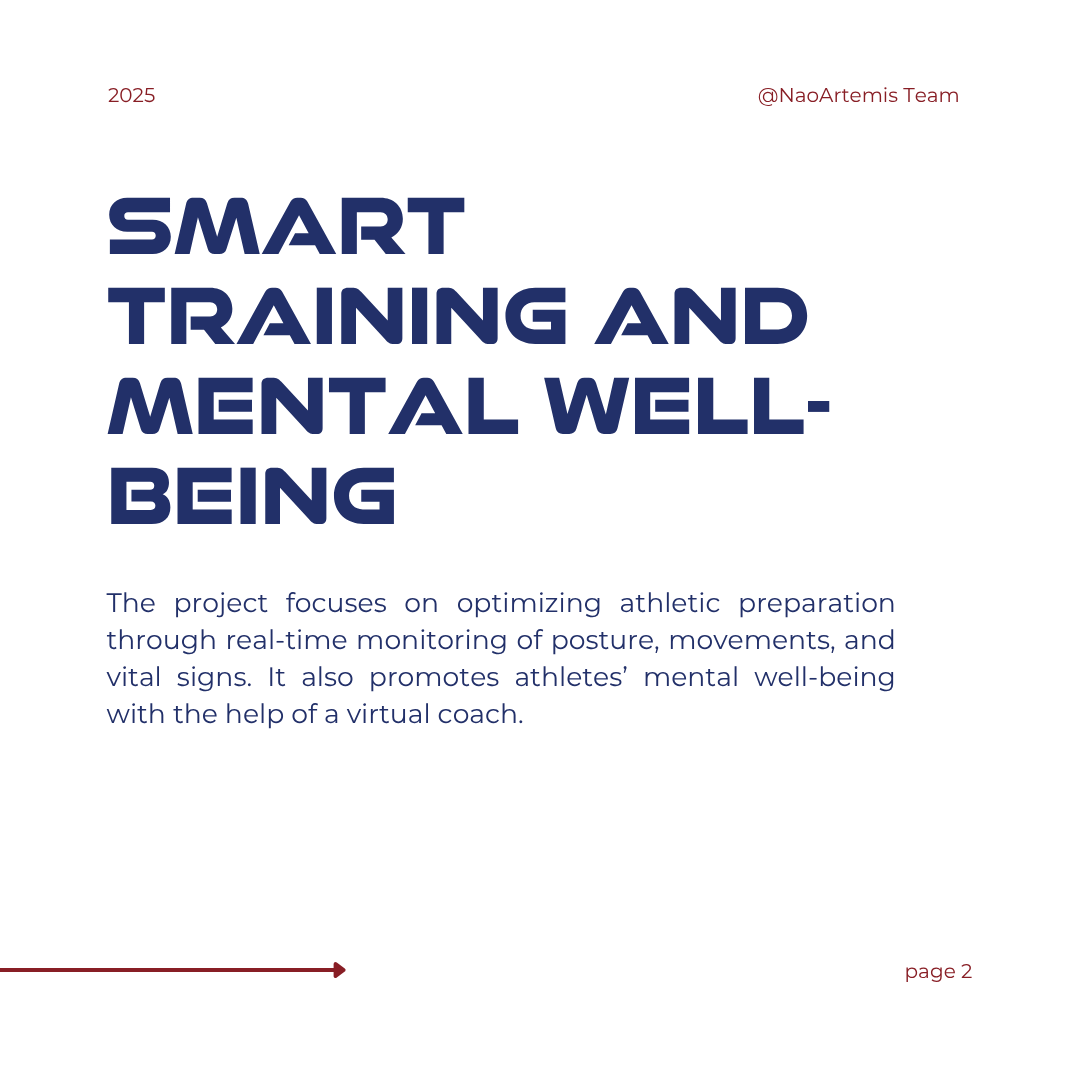 2025
@NaoArtemis Team
SMART
TRAINING AND
MENTAL WELL-
BEING
The project focuses on optimizing athletic preparation
through real-time monitoring of posture, movements, and
vital signs. It also promotes athletes’ mental well-being
with the help of a virtual coach.
page 2